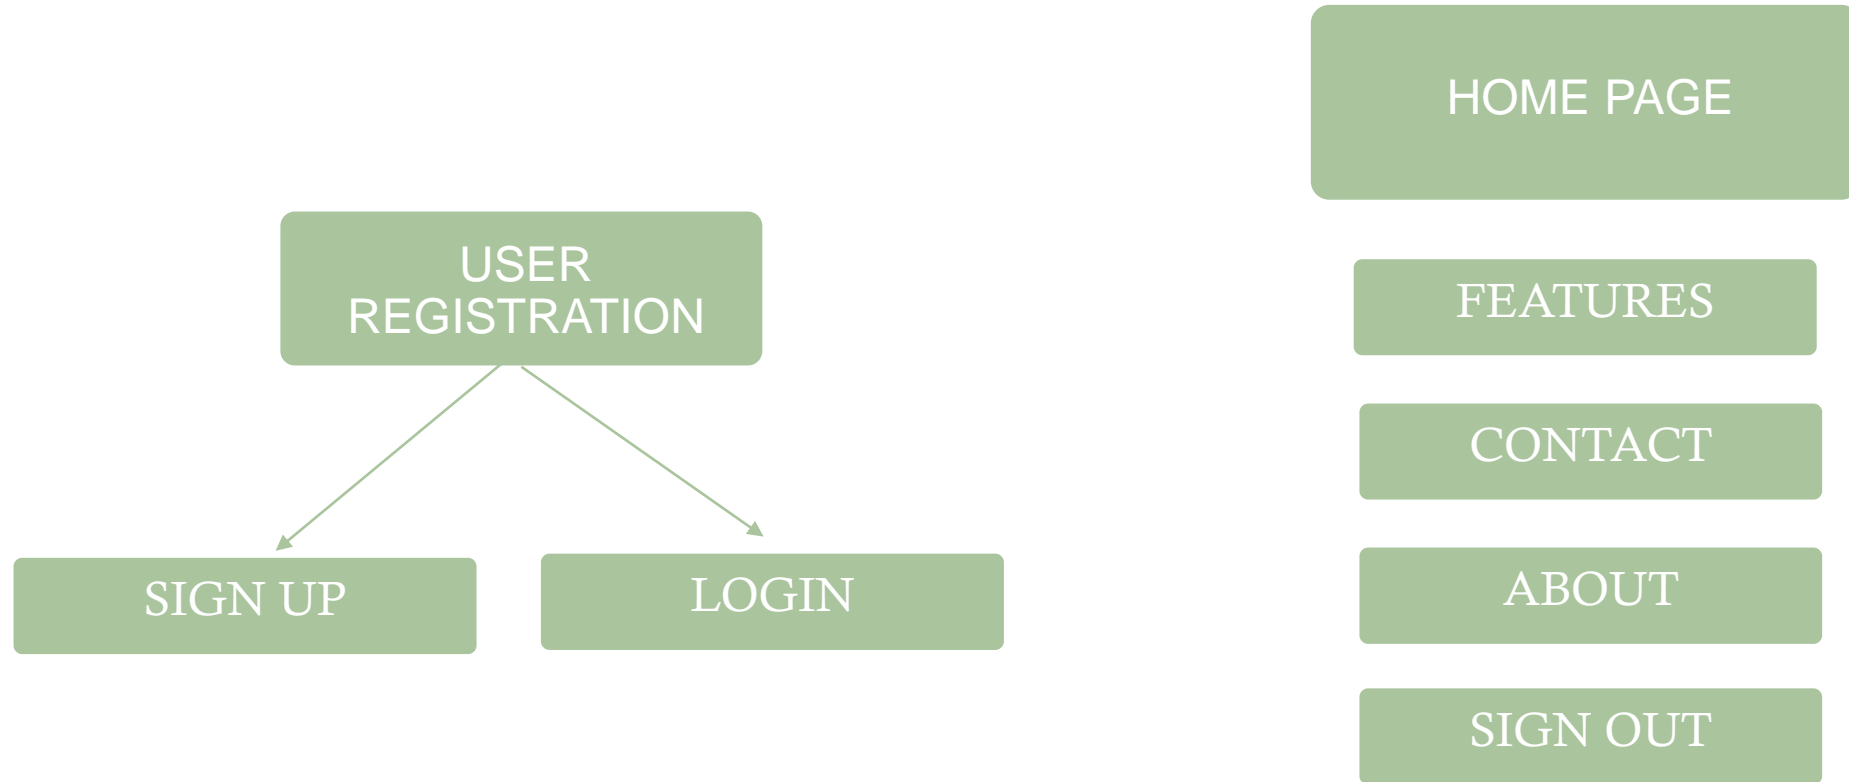 HOME PAGE
USER
REGISTRATION
FEATURES
CONTACT
ABOUT
SIGN UP
LOGIN
SIGN OUT